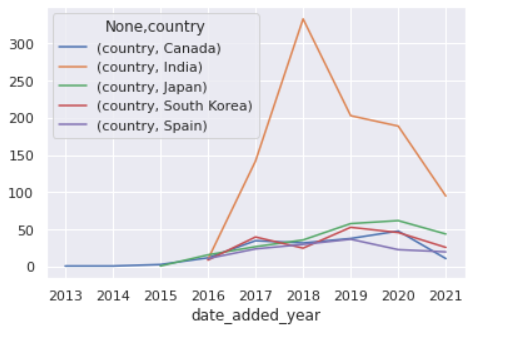 None,country
(country, Canada)
(country, India)
(country, Japan)
(country, South Korea)
(country, Spain)
300
250
200
150
100
50
0
2013 2014 2015 2016 2017 2018 2019 2020 2021
date_added_year